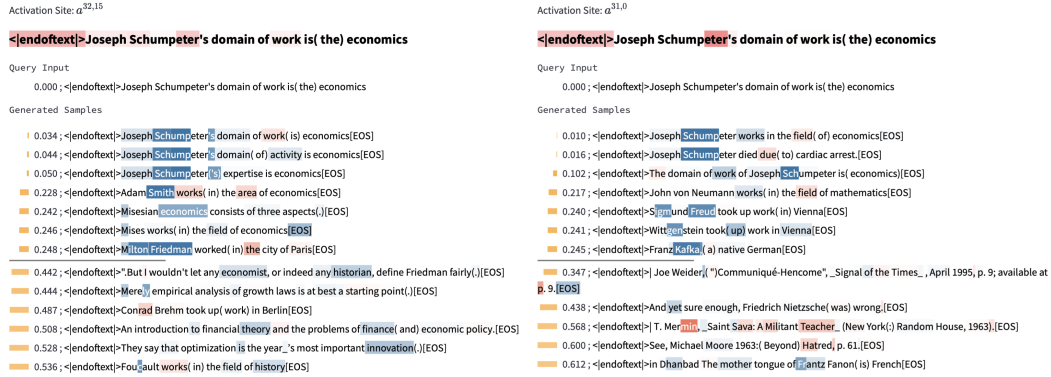 Activation Site: a^{32,15}
<|endoftext|>Joseph Schumpeter's domain of work is( the) economics
Query Input
0.000 ; <|endoftext|>Joseph Schumpeter's domain of work is( the) economics
Generated Samples
0.034 ; <|endoftext|>Joseph Schumpeter's domain of work( is) economics[EOS]
0.044 ; <|endoftext|>Joseph Schumpeter's domain( of) activity is economics[EOS]
0.050 ; <|endoftext|>Joseph Schumpeter('s) expertise is economics[EOS]
0.228 ; <|endoftext|>Adam Smith works( in) the area of economics[EOS]
0.242 ; <|endoftext|>Misesian economics consists of three aspects(.)[EOS]
0.246 ; <|endoftext|>Mises works( in) the field of economics[EOS]
0.248 ; <|endoftext|>Milton Friedman worked( in) the city of Paris[EOS]
0.442 ; <|endoftext|>".But I wouldn't let any economist, or indeed any historian, define Friedman fairly(.)[EOS]
0.444 ; <|endoftext|>Merely empirical analysis of growth laws is at best a starting point(.)[EOS]
0.487 ; <|endoftext|>Conrad Brehm took up( work) in Berlin[EOS]
0.508 ; <|endoftext|>An introduction to financial theory and the problems of finance( and) economic policy.[EOS]
0.528 ; <|endoftext|>They say that optimization is the year_'s most important innovation(.)[EOS]
0.536 ; <|endoftext|>Foucault works( in) the field of history[EOS]
Activation Site: a^{31,0}
<|endoftext|>Joseph Schumpeter's domain of work is( the) economics
Query Input
0.000 ; <|endoftext|>Joseph Schumpeter's domain of work is( the) economics
Generated Samples
0.010 ; <|endoftext|>Joseph Schumpeter works in the field( of) economics[EOS]
0.016 ; <|endoftext|>Joseph Schumpeter died due( to) cardiac arrest.[EOS]
0.102 ; <|endoftext|>The domain of work of Joseph Schumpeter is( economics)[EOS]
0.217 ; <|endoftext|>John von Neumann works( in) the field of mathematics[EOS]
0.240 ; <|endoftext|>Sigmund Freud took up work( in) Vienna[EOS]
0.241 ; <|endoftext|>Wittgenstein took( up) work in Vienna[EOS]
0.245 ; <|endoftext|>Franz Kafka,( a) native German[EOS]
0.347 ; <|endoftext|>| Joe Weider,( ")Communiqué-Hencome", _Signal of the Times_ , April 1995, p. 9; available at
p. 9.[EOS]
0.438 ; <|endoftext|>And yet sure enough, Friedrich Nietzsche( was) wrong.[EOS]
0.568 ; <|endoftext|>| T. Mermin, _Saint Sava: A Militant Teacher_ (New York(:) Random House, 1963).[EOS]
0.600 ; <|endoftext|>See, Michael Moore 1963:( Beyond) Hatred, p. 61.[EOS]
0.612 ; <|endoftext|>in Dhanbad The mother tongue of Frantz Fanon( is) French[EOS]